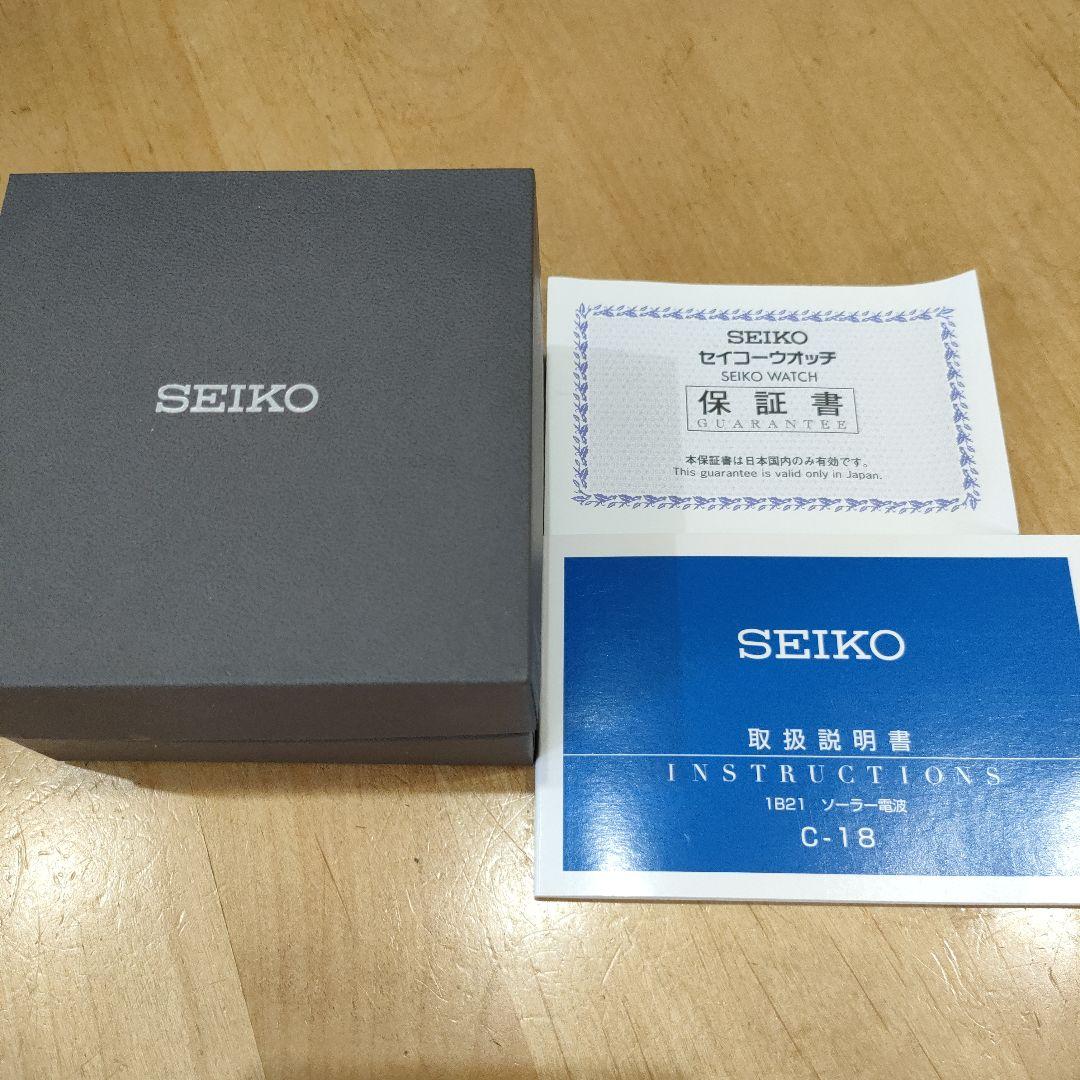 SEIKO
SEIKO
セイコーウオッチ
SEIKO WATCH
保証書
GUARANTEE
本保証書は日本国内のみ有効です。
This guarantee is valid only in Japan.
SEIKO
取扱説明書
INSTRUCTIONS
1B21 ソーラー電波
C-18